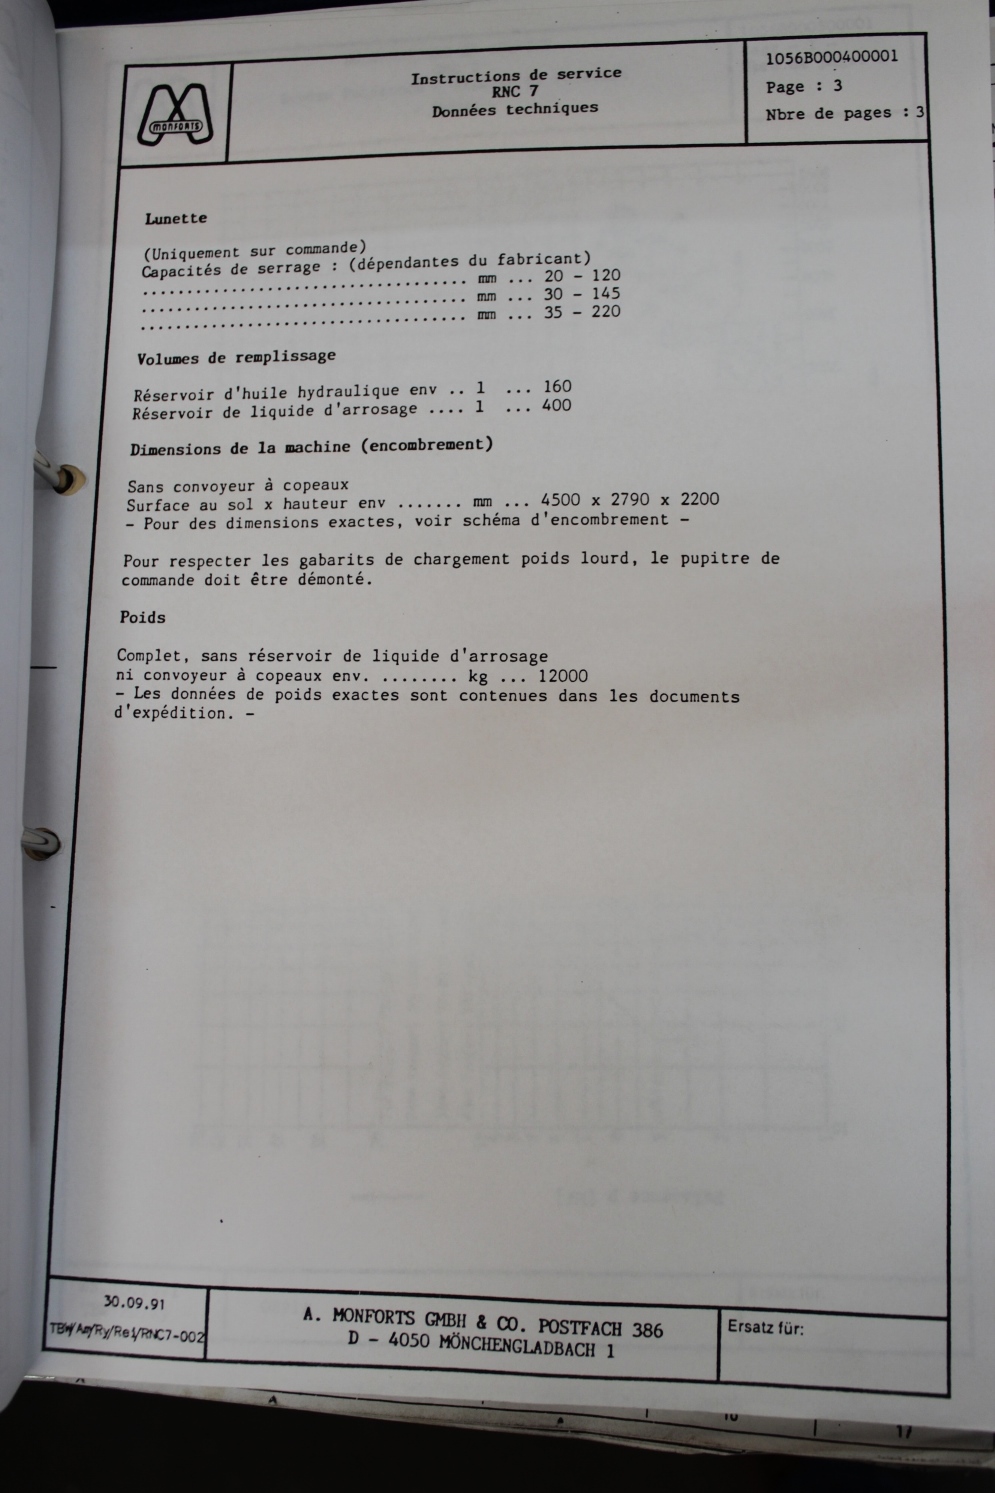 MONFORTS
Instructions de service
RNC 7
Données techniques
1056B000400001
Page : 3
Nbre de pages : 3
Lunette
(Uniquement sur commande)
Capacités de serrage : (dépendantes du fabricant)
.................................... mm ... 20 - 120
.................................... mm ... 30 - 145
.................................... mm ... 35 - 220
Volumes de remplissage
Réservoir d'huile hydraulique env .. l ... 160
Réservoir de liquide d'arrosage .... l ... 400
Dimensions de la machine (encombrement)
Sans convoyeur à copeaux
Surface au sol x hauteur env ....... mm ... 4500 x 2790 x 2200
- Pour des dimensions exactes, voir schéma d'encombrement -
Pour respecter les gabarits de chargement poids lourd, le pupitre de
commande doit être démonté.
Poids
Complet, sans réservoir de liquide d'arrosage
ni convoyeur à copeaux env. ........ kg ... 12000
- Les données de poids exactes sont contenues dans les documents
d'expédition. -
30.09.91
A. MONFORTS GMBH & CO. POSTFACH 386
D - 4050 MÖNCHENGLADBACH 1
Ersatz für:
A
A
10
17